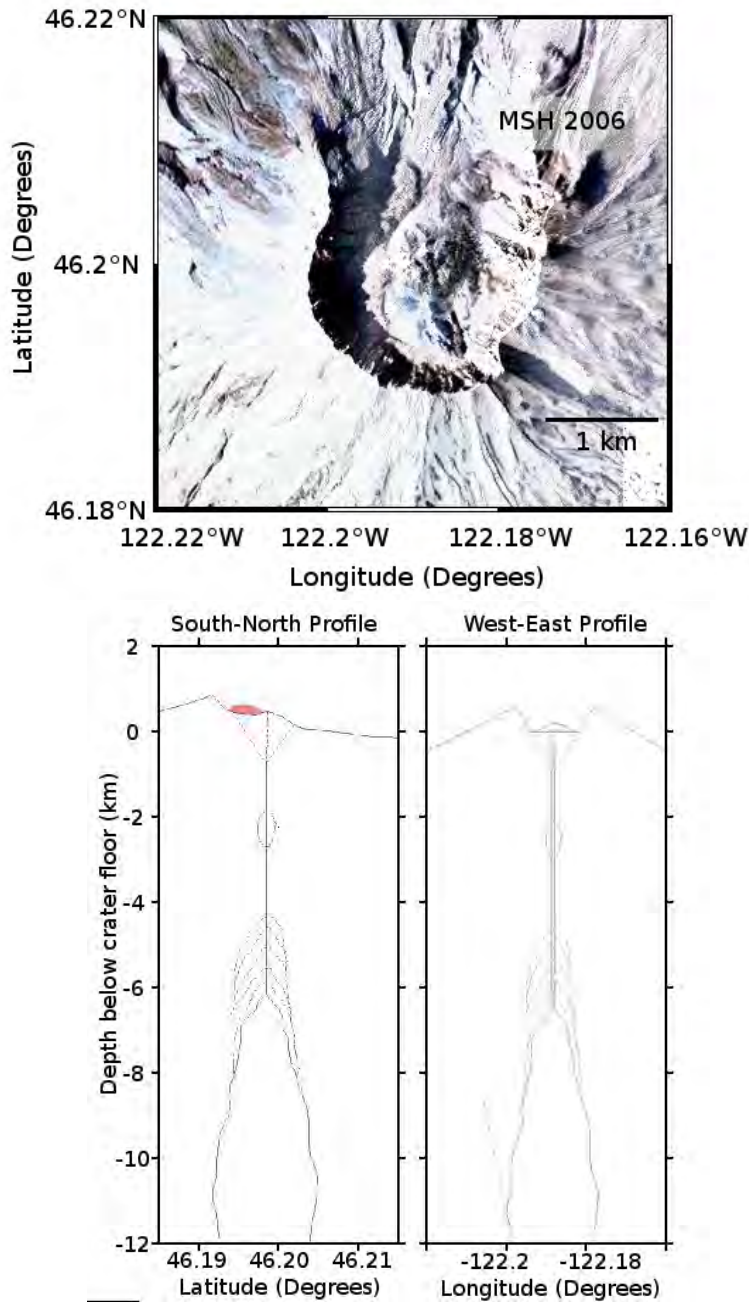 46.22°N
MSH 2006
Latitude (Degrees)
46.2°N
1 km
46.18°N
122.22°W 122.2°W 122.18°W 122.16°W
Longitude (Degrees)
South-North Profile West-East Profile
2
0
-2
-4
Depth below crater floor (km)
-6
-8
-10
-12
46.19 46.20 46.21 -122.2 -122.18
Latitude (Degrees) Longitude (Degrees)